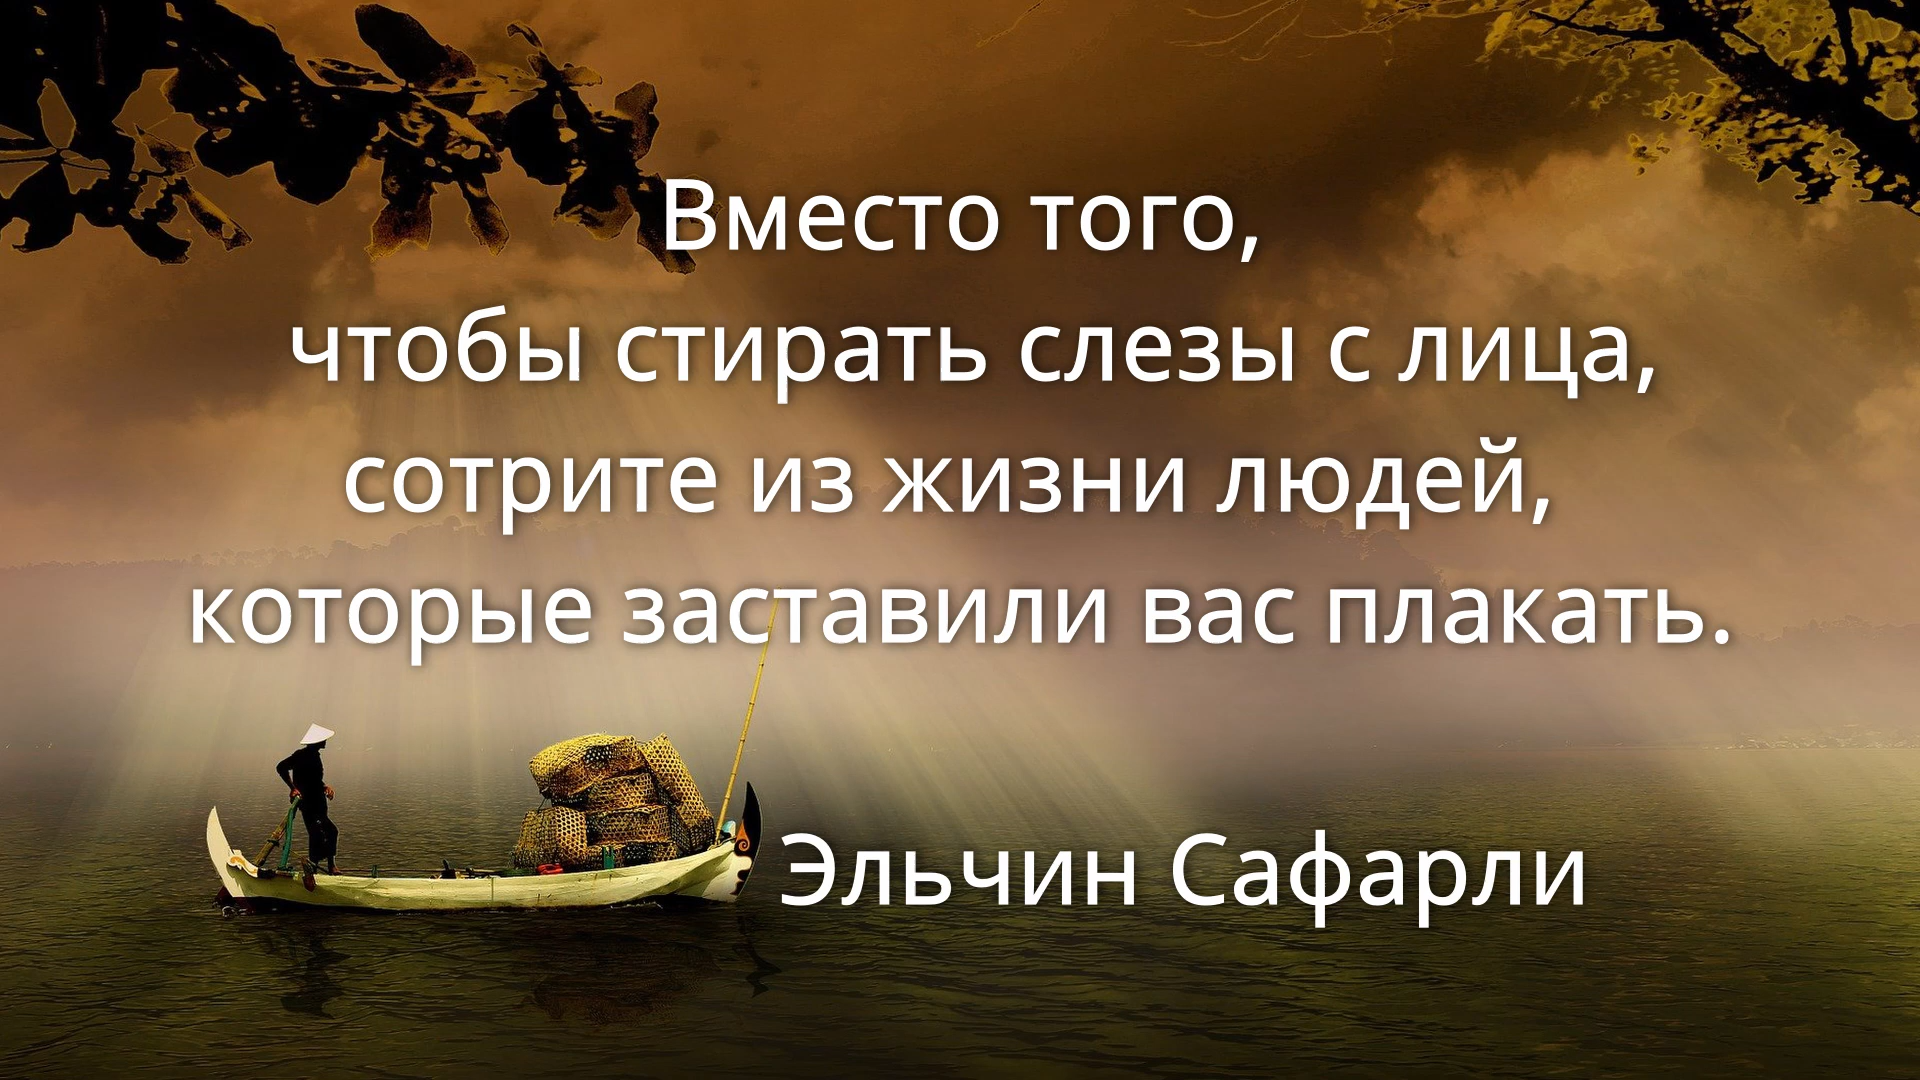 Вместо того,
чтобы стирать слезы с лица,
сотрите из жизни людей,
которые заставили вас плакать.
Эльчин Сафарли